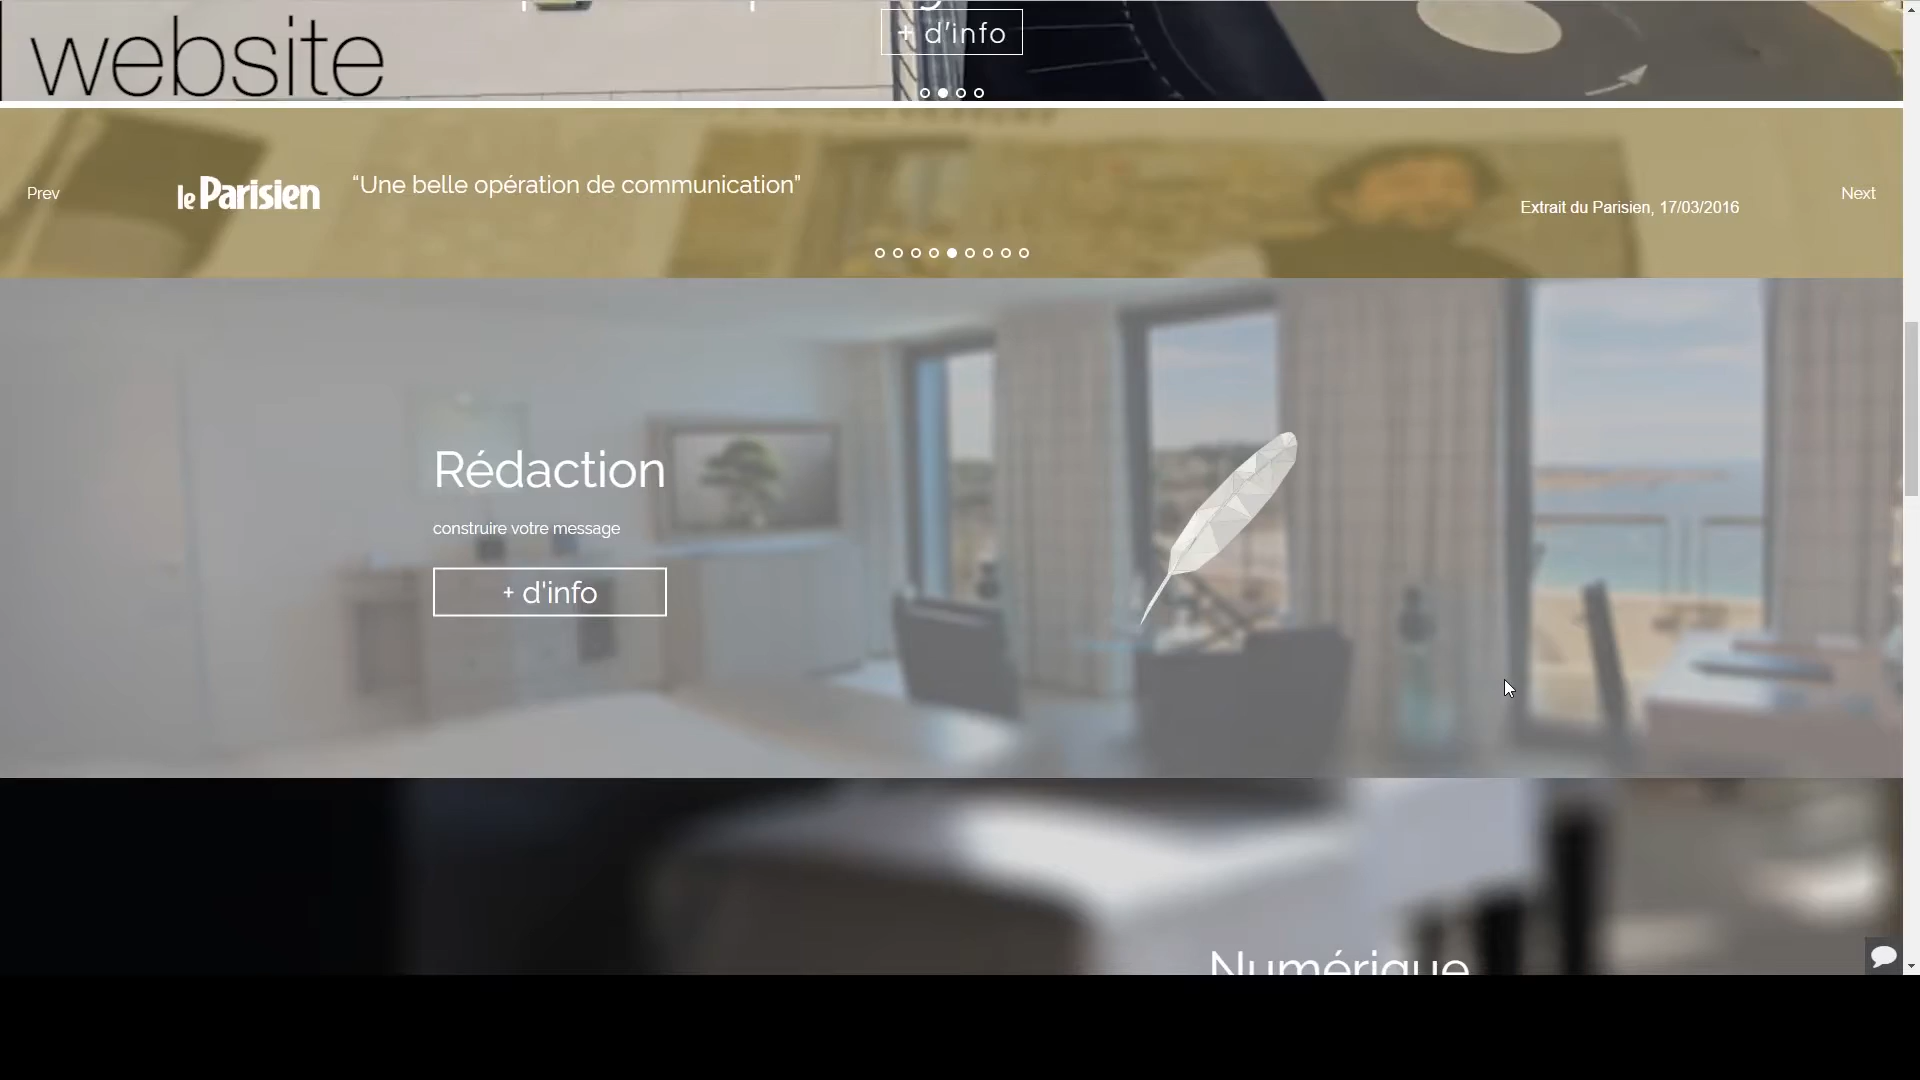 website
+ d'info
Prev
le Parisien
“Une belle opération de communication”
Extrait du Parisien, 17/03/2016
Next
Rédaction
construire votre message
+ d'info
Numérique